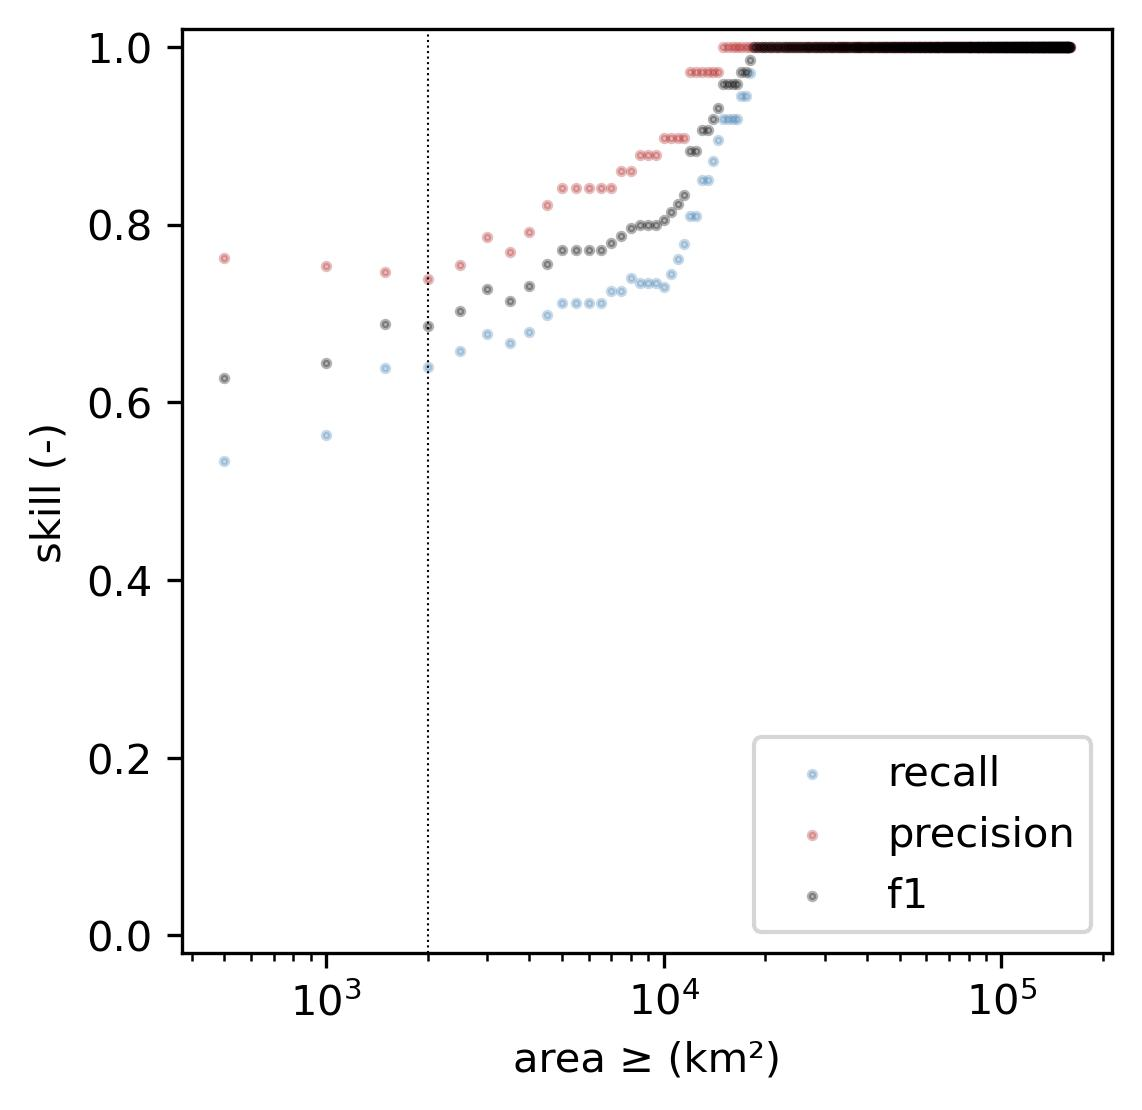 1.0
0.8
0.6
0.4
0.2
0.0
skill (-)
recall
precision
f1
10³
10⁴
10⁵
area ≥ (km²)